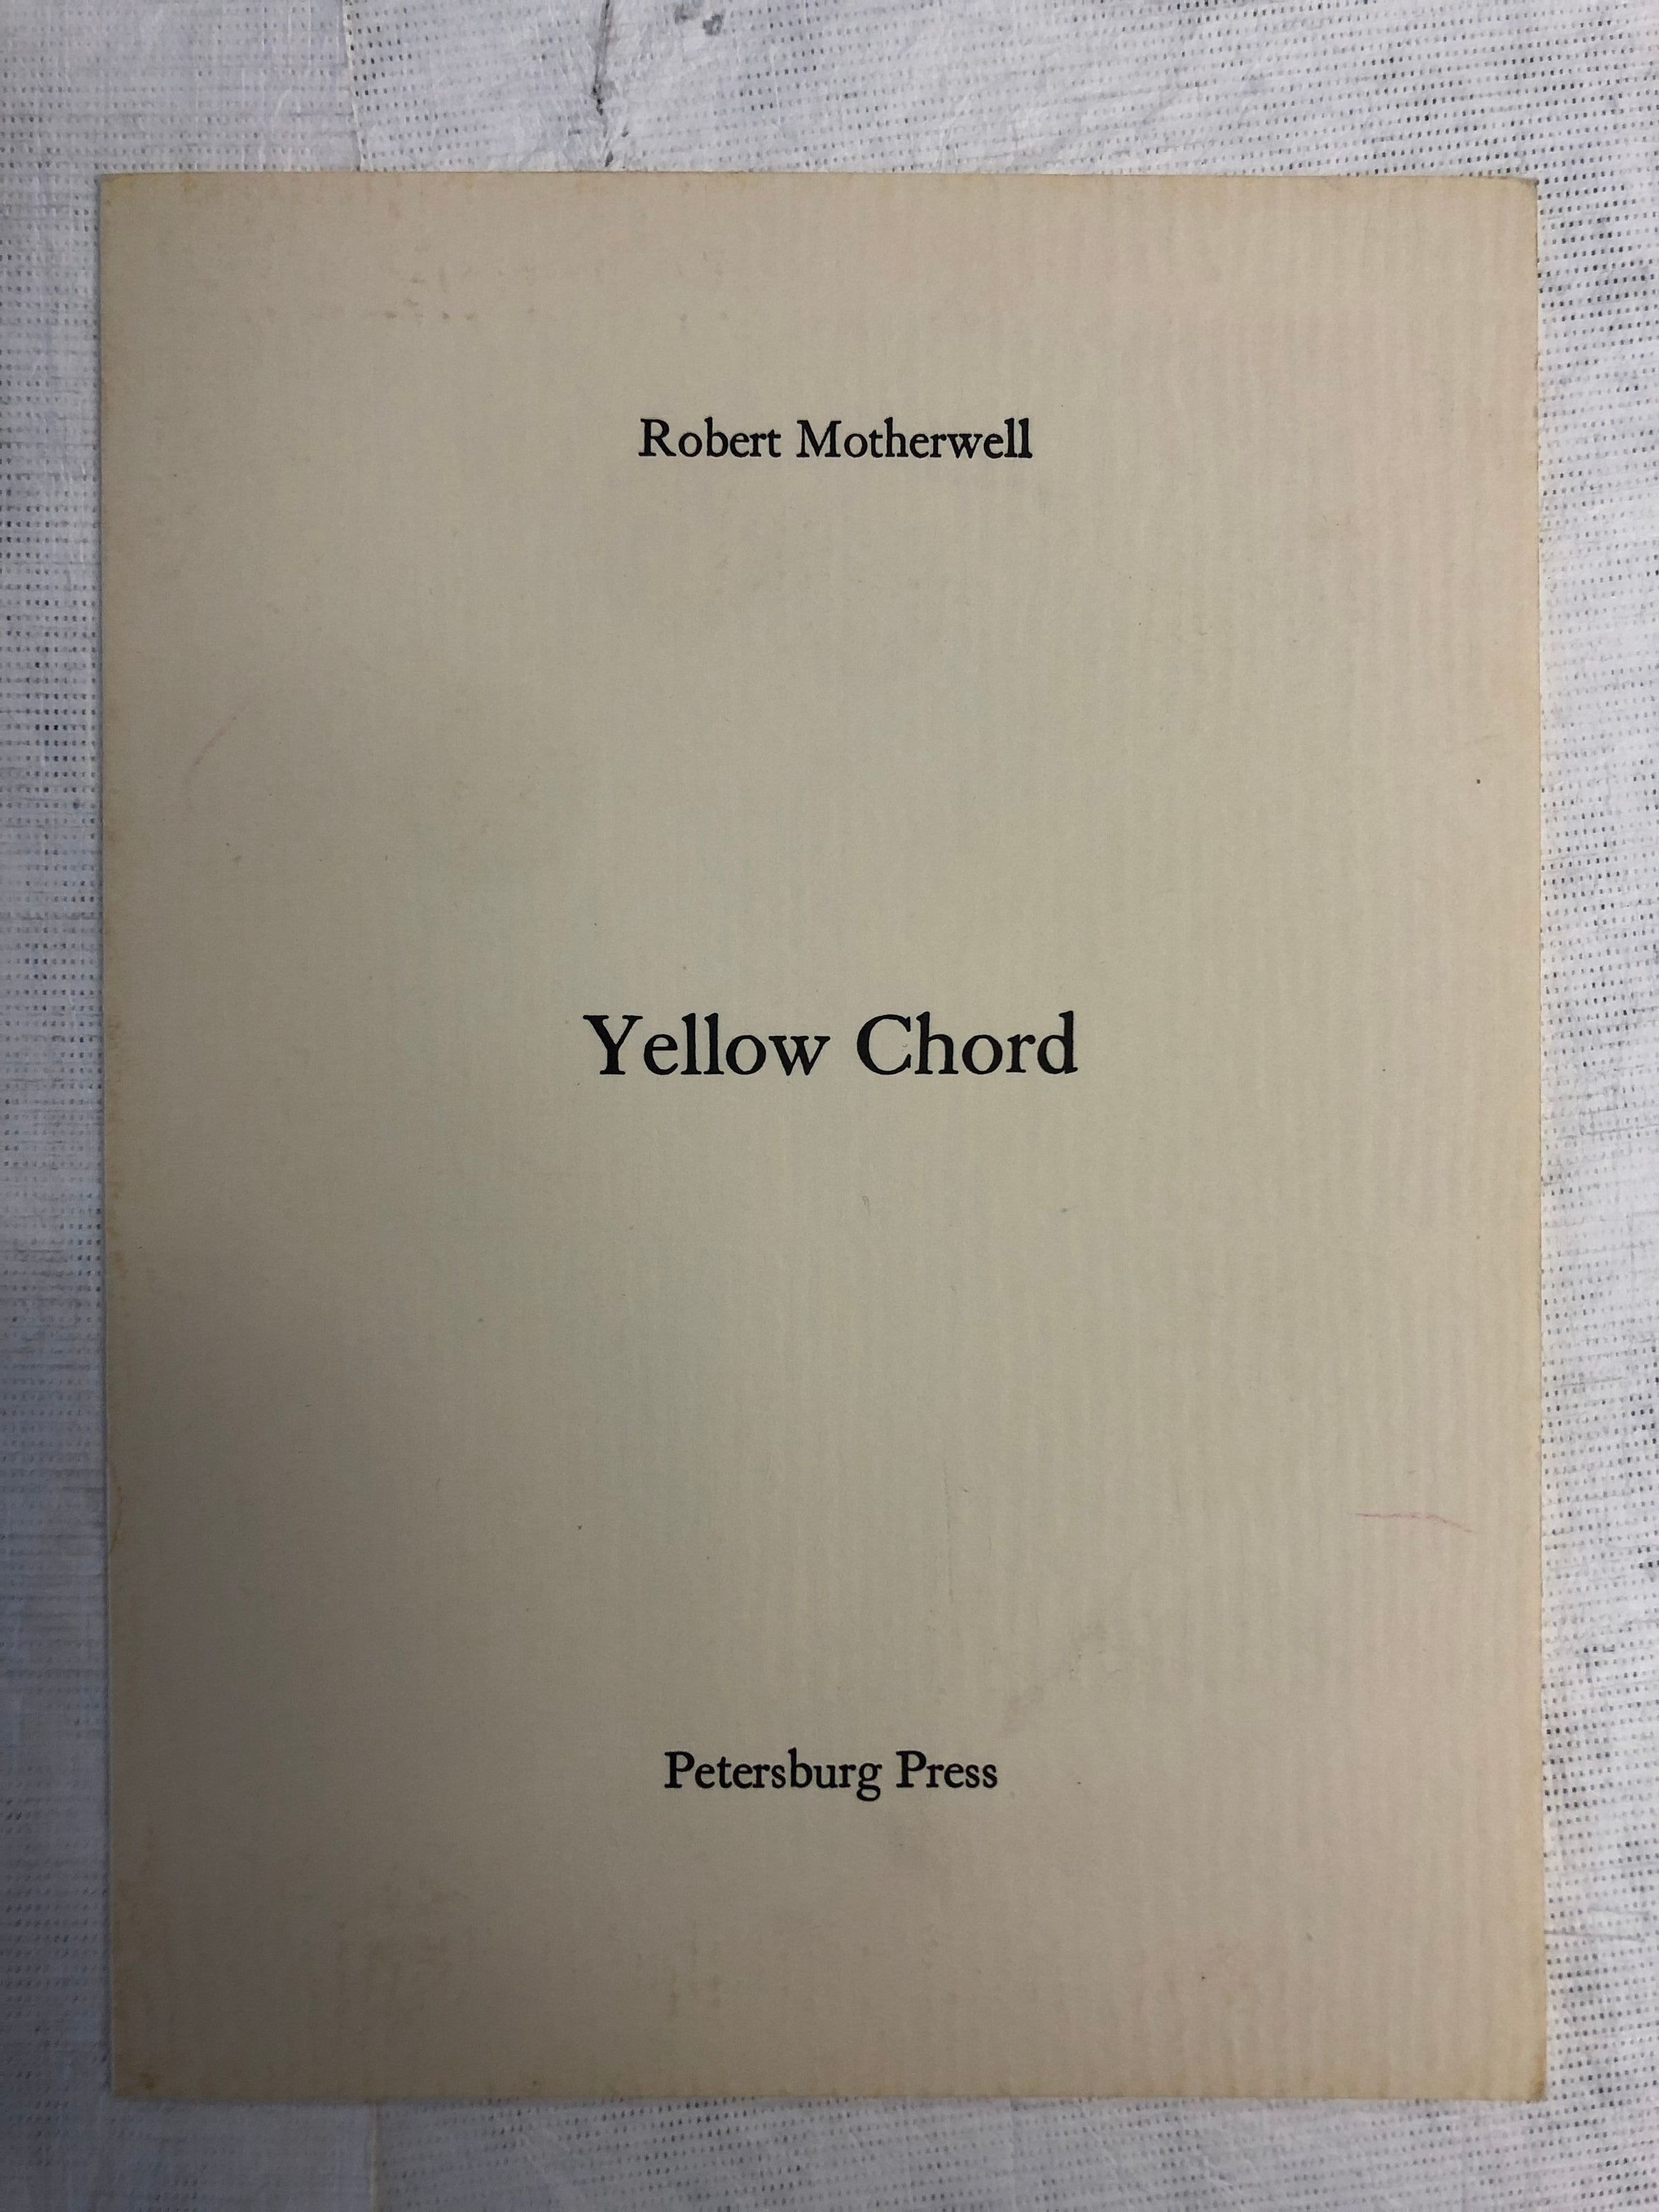 Robert Motherwell
Yellow Chord
Petersburg Press